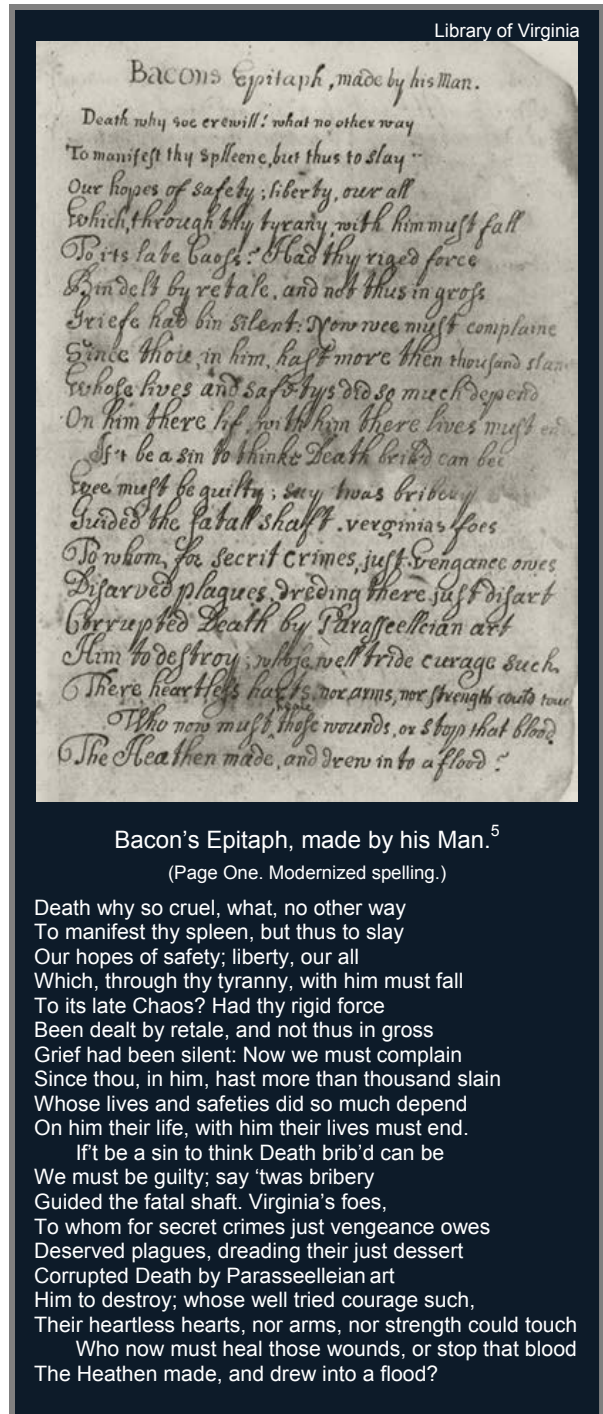 Library of Virginia
Bacons Epitaph, made by his Man.
Death why soe crewill! what no other way
To manifest thy splleene, but thus to slay
Our hopes of safety; liberty, our all
Which, through thy tyrany, with him must fall
To its late Caoss? Had thy riged force
Bin delt by retale, and not thus in gross
Griefe had bin silent: Now wee must complaine
Since thou, in him, hast more then thousand slane
Whose lives and safetys did so much depend
On him there lif, with him there lives must end
If't be a sin to thinke Death brib'd can bee
Wee must be guilty; say twas bribery
Guided the fatall shaft. Verginias foes
To whom, for secrit crimes, just vengance owes
Disarved plagues, dreding there just disart
Corrupted Death by Parasseelleian art
Him to destroy; whose well tride curage such,
There heartless harts, nor arms, nor strength could touch
Who now must heale those wounds, or stop that blood
The Heathen made, and drew in to a flood?
Bacon's Epitaph, made by his Man.5
(Page One. Modernized spelling.)
Death why so cruel, what, no other way
To manifest thy spleen, but thus to slay
Our hopes of safety; liberty, our all
Which, through thy tyranny, with him must fall
To its late Chaos? Had thy rigid force
Been dealt by retale, and not thus in gross
Grief had been silent: Now we must complain
Since thou, in him, hast more than thousand slain
Whose lives and safeties did so much depend
On him their life, with him their lives must end.
If't be a sin to think Death brib'd can be
We must be guilty; say 'twas bribery
Guided the fatal shaft. Virginia's foes,
To whom for secret crimes just vengeance owes
Deserved plagues, dreading their just dessert
Corrupted Death by Parasseelleian art
Him to destroy; whose well tried courage such,
Their heartless hearts, nor arms, nor strength could touch
Who now must heal those wounds, or stop that blood
The Heathen made, and drew into a flood?